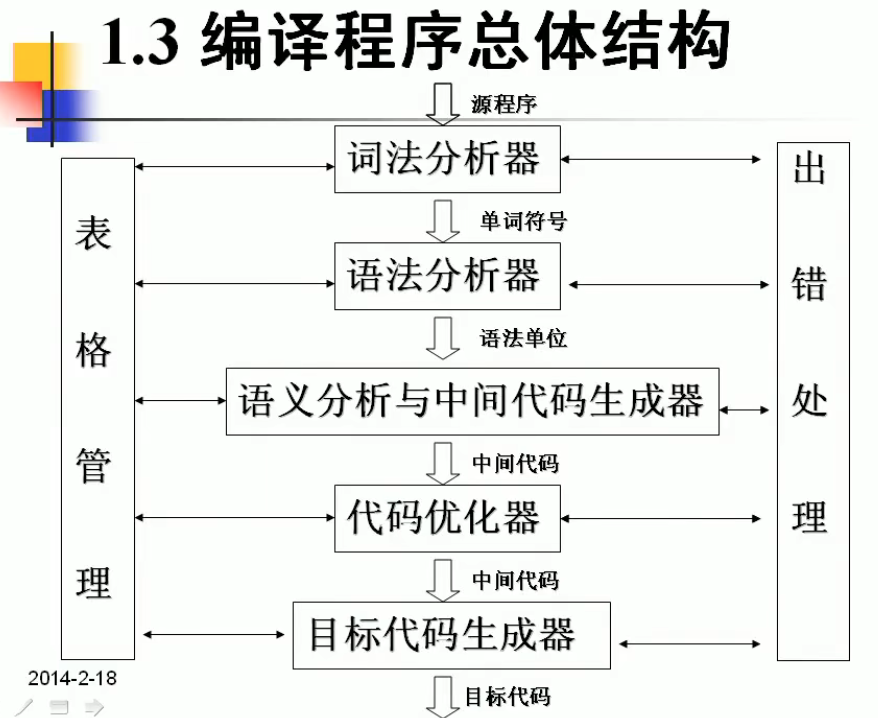 1.3 编译程序总体结构
源程序
词法分析器
单词符号
语法分析器
语法单位
语义分析与中间代码生成器
中间代码
代码优化器
中间代码
目标代码生成器
目标代码
表格管理
出错处理
2014-2-18